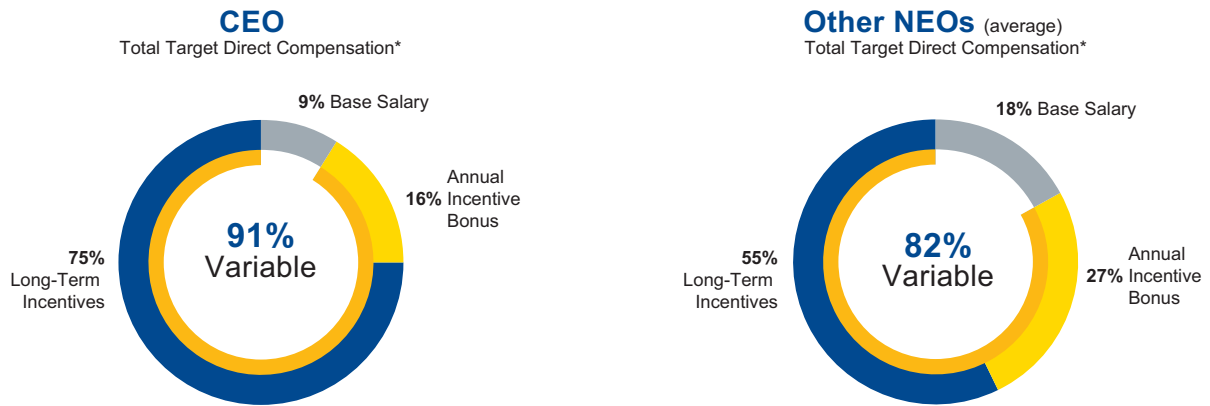 CEO
Total Target Direct Compensation*
9% Base Salary
Annual
16% Incentive
Bonus
91%
Variable
75%
Long-Term
Incentives
Other NEOs (average)
Total Target Direct Compensation*
18% Base Salary
55%
Long-Term
Incentives
82%
Variable
Annual
27% Incentive
Bonus